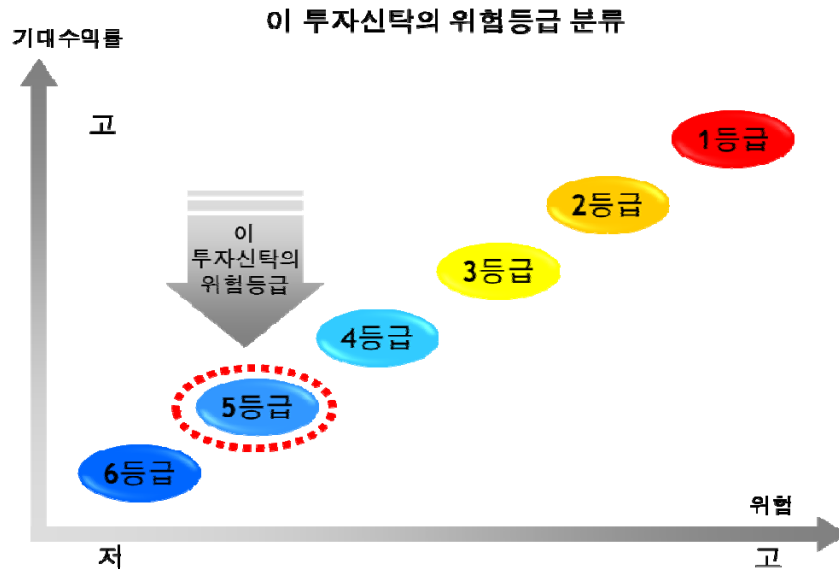 이 투자신탁의 위험등급 분류
기대수익률
고
1등급
2등급
이
투자신탁의
위험등급
3등급
4등급
5등급
6등급
위험
저
고